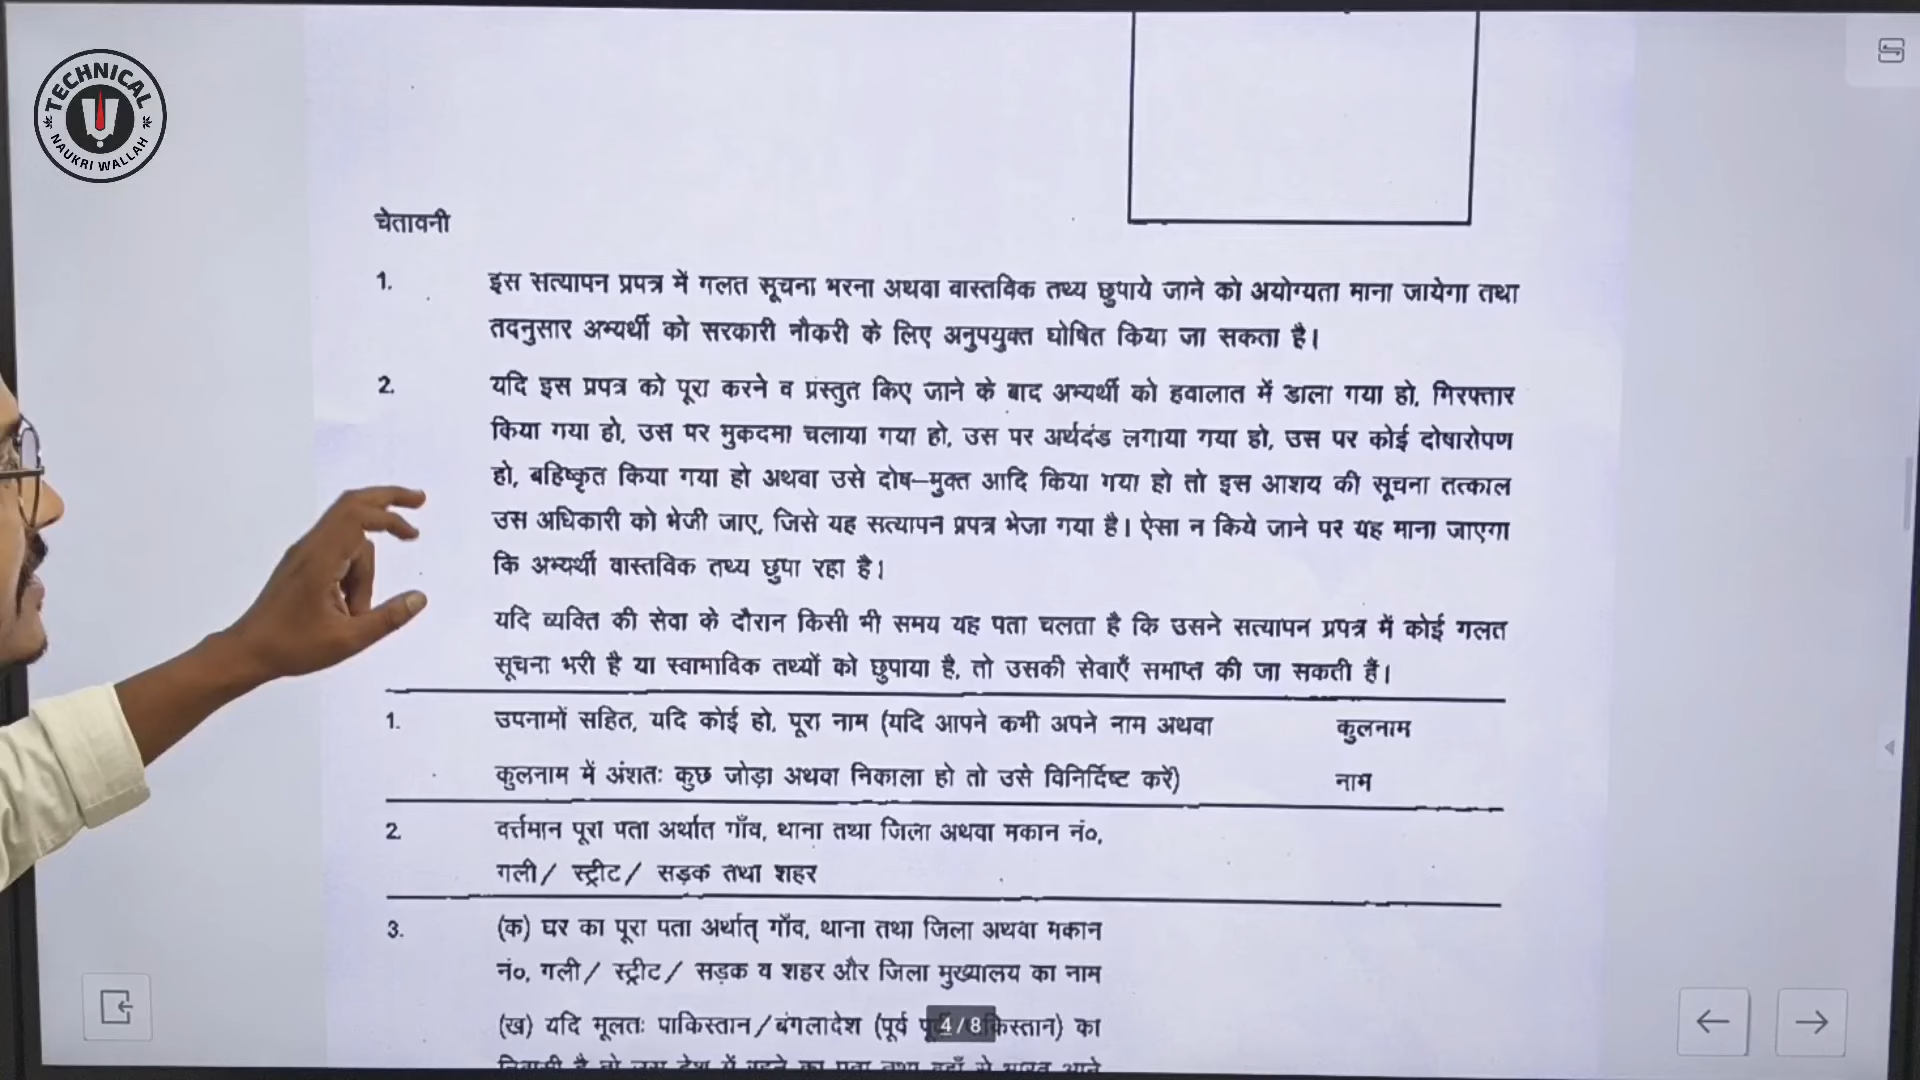 TECHNICAL
NAUKRI WALLAH
चेतावनी
1. इस सत्यापन प्रपत्र में गलत सूचना भरना अथवा वास्तविक तथ्य छुपाये जाने को अयोग्यता माना जायेगा तथा
तदनुसार अभ्यर्थी को सरकारी नौकरी के लिए अनुपयुक्त घोषित किया जा सकता है।
2. यदि इस प्रपत्र को पूरा करने व प्रंस्तुत किए जाने के बाद अभ्यर्थी को हवालात में डाला गया हो, गिरफ्तार
किया गया हो, उस पर मुकदमा चलाया गया हो, उस पर अर्थदंड लगाया गया हो, उस पर कोई दोषारोपण
हो, बहिष्कृत किया गया हो अथवा उसे दोष–मुक्त आदि किया गया हो तो इस आशय की सूचना तत्काल
उस अधिकारी को भेजी जाए, जिसे यह सत्यापन प्रपत्र भेजा गया है। ऐसा न किये जाने पर यह माना जाएगा
कि अभ्यर्थी वास्तविक तथ्य छुपा रहा है।
यदि व्यक्ति की सेवा के दौरान किसी भी समय यह पता चलता है कि उसने सत्यापन प्रपत्र में कोई गलत
सूचना भरी है या स्वाभाविक तथ्यों को छुपाया है, तो उसकी सेवाएँ समाप्त की जा सकती हैं।
1. उपनामों सहित, यदि कोई हो, पूरा नाम (यदि आपने कभी अपने नाम अथवा कुलनाम
कुलनाम में अंशतः कुछ जोड़ा अथवा निकाला हो तो उसे विनिर्दिष्ट करें) नाम
2. वर्त्तमान पूरा पता अर्थात गाँव, थाना तथा जिला अथवा मकान नं०,
गली/ स्ट्रीट/ सड़क तथा शहर
3. (क) घर का पूरा पता अर्थात् गाँव, थाना तथा जिला अथवा मकान
नं०, गली/ स्ट्रीट/ सड़क व शहर और जिला मुख्यालय का नाम
(ख) यदि मूलतः पाकिस्तान/बंगलादेश (पूर्व का
4/8